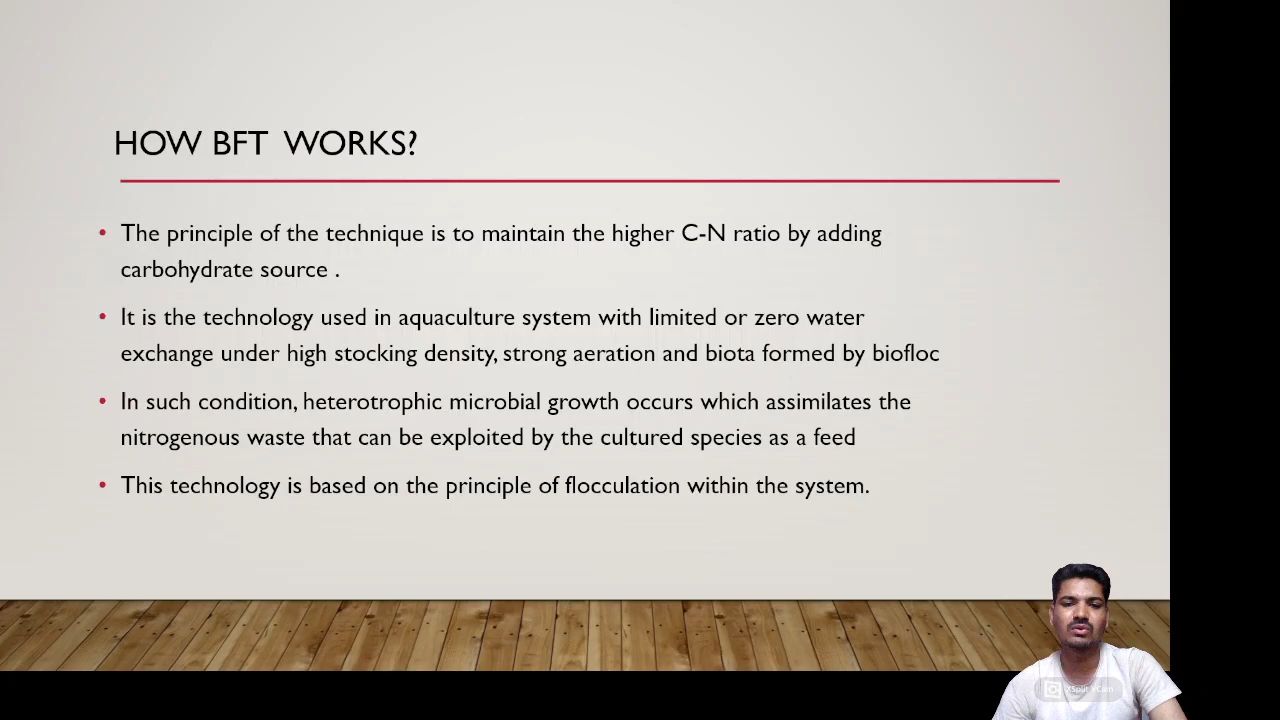 HOW BFT WORKS?
• The principle of the technique is to maintain the higher C-N ratio by adding
carbohydrate source .
• It is the technology used in aquaculture system with limited or zero water
exchange under high stocking density, strong aeration and biota formed by biofloc
• In such condition, heterotrophic microbial growth occurs which assimilates the
nitrogenous waste that can be exploited by the cultured species as a feed
• This technology is based on the principle of flocculation within the system.
XSplit VCam